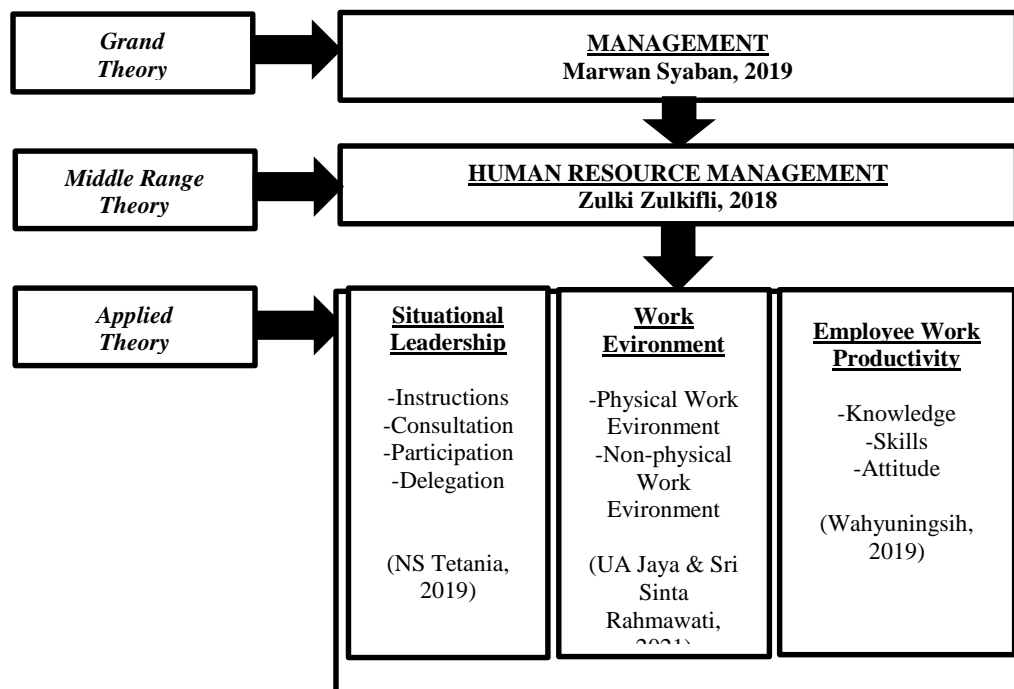 Grand
Theory
MANAGEMENT
Marwan Syaban, 2019
Middle Range
Theory
HUMAN RESOURCE MANAGEMENT
Zulki Zulkifli, 2018
Applied
Theory
Situational
Leadership
-Instructions
-Consultation
-Participation
-Delegation
(NS Tetania,
2019)
Work
Evironment
-Physical Work
Evironment
-Non-physical
Work
Evironment
(UA Jaya & Sri
Sinta
Rahmawati,
2021)
Employee Work
Productivity
-Knowledge
-Skills
-Attitude
(Wahyuningsih,
2019)